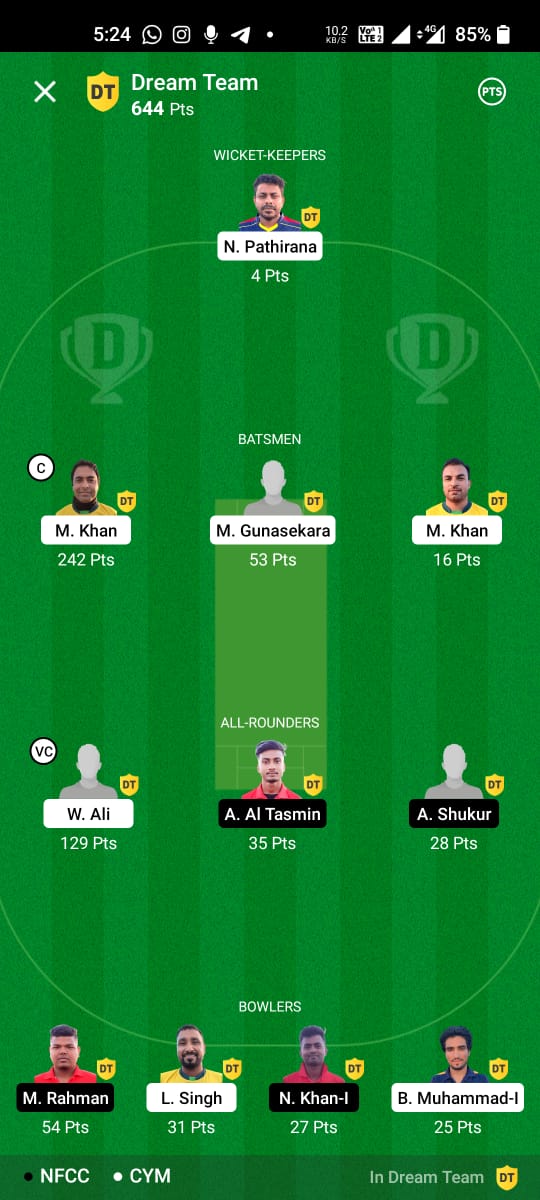 5:24 10.2 KB/S Vo 1 LTE 2 4G 85%
DT Dream Team PTS
644 Pts
WICKET-KEEPERS
DT
N. Pathirana
4 Pts
D D
BATSMEN
C DT DT DT
M. Khan M. Gunasekara M. Khan
242 Pts 53 Pts 16 Pts
ALL-ROUNDERS
VC DT DT DT
W. Ali A. Al Tasmin A. Shukur
129 Pts 35 Pts 28 Pts
BOWLERS
DT DT DT DT
M. Rahman L. Singh N. Khan-I B. Muhammad-I
54 Pts 31 Pts 27 Pts 25 Pts
NFCC CYM In Dream Team DT